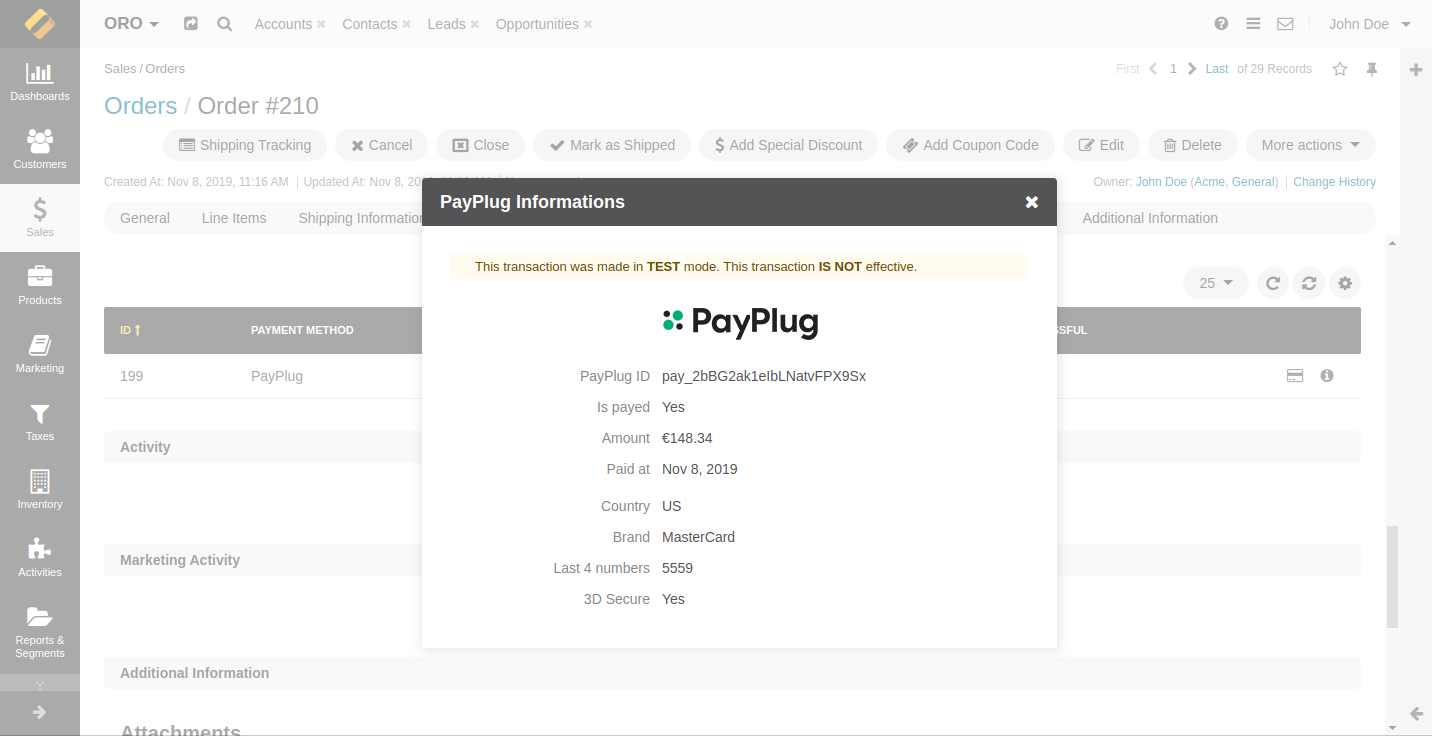 ORO
Accounts
Contacts
Leads
Opportunities
John Doe
Dashboards
Customers
Sales
Products
Marketing
Taxes
Inventory
Activities
Reports &
Segments
Sales / Orders
First 1 Last of 29 Records
Orders / Order #210
Shipping Tracking
Cancel
Close
Mark as Shipped
Add Special Discount
Add Coupon Code
Edit
Delete
More actions
Created At: Nov 8, 2019, 11:16 AM
Updated At: Nov 8,
Owner: John Doe (Acme, General)
Change History
General
Line Items
Shipping Information
Additional Information
25
ID
PAYMENT METHOD
SSFUL
199
PayPlug
Activity
Marketing Activity
Additional Information
Attachments
PayPlug Informations
This transaction was made in TEST mode. This transaction IS NOT effective.
PayPlug
PayPlug ID pay_2bBG2ak1eIbLNatvFPX9Sx
Is payed Yes
Amount €148.34
Paid at Nov 8, 2019
Country US
Brand MasterCard
Last 4 numbers 5559
3D Secure Yes